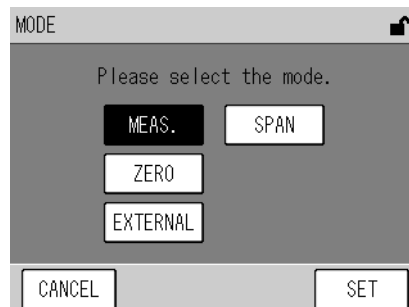 MODE
Please select the mode.
MEAS. SPAN
ZERO
EXTERNAL
CANCEL SET